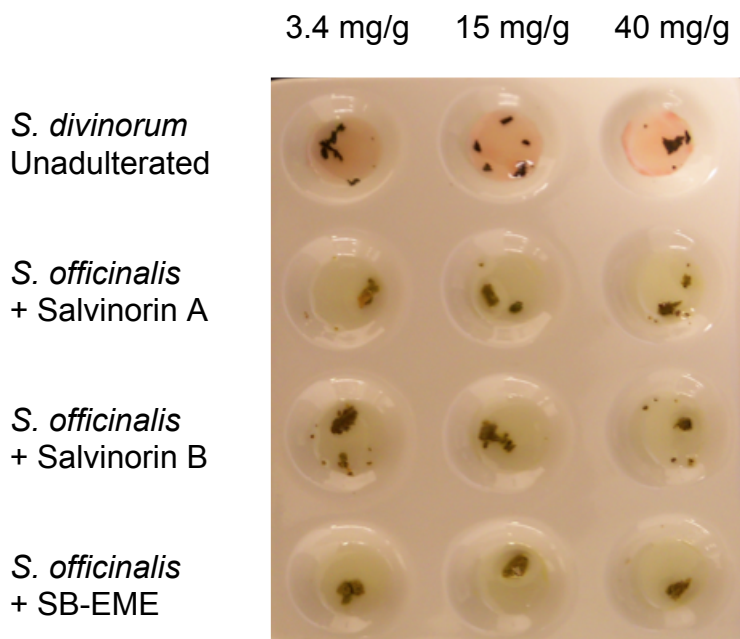 3.4 mg/g 15 mg/g 40 mg/g
S. divinorum
Unadulterated
S. officinalis
+ Salvinorin A
S. officinalis
+ Salvinorin B
S. officinalis
+ SB-EME